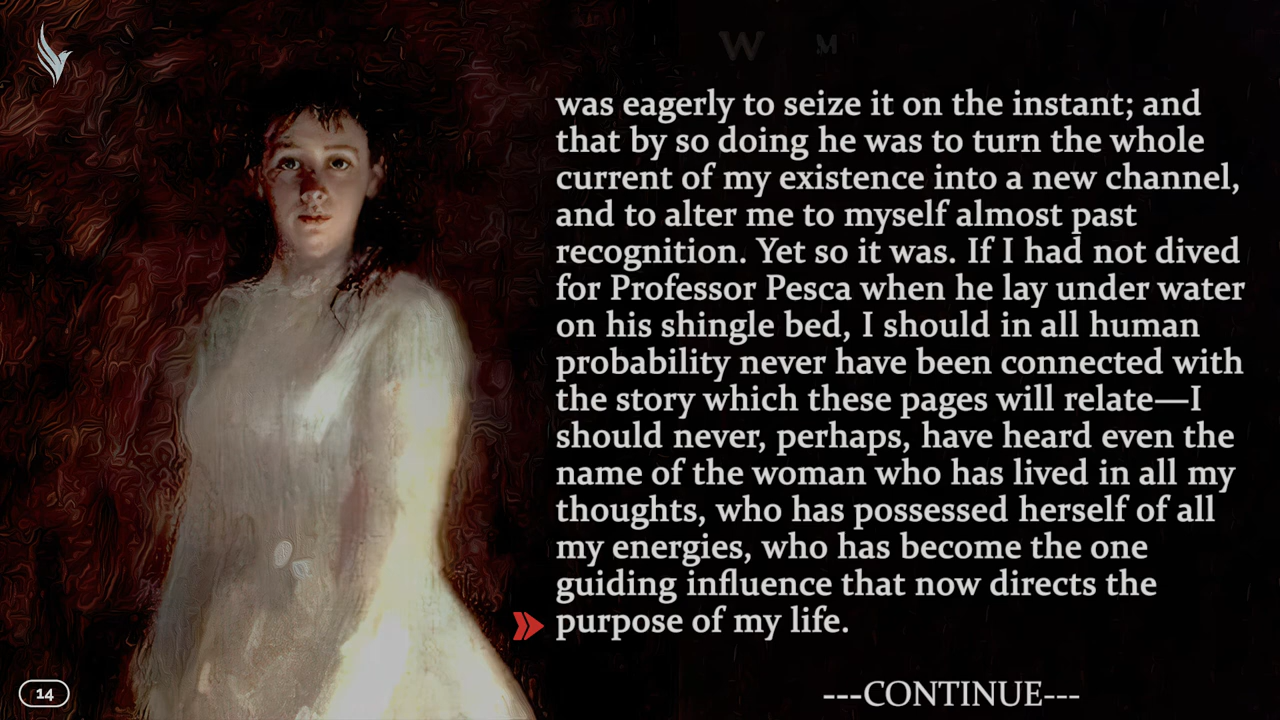 W M
was eagerly to seize it on the instant; and
that by so doing he was to turn the whole
current of my existence into a new channel,
and to alter me to myself almost past
recognition. Yet so it was. If I had not dived
for Professor Pesca when he lay under water
on his shingle bed, I should in all human
probability never have been connected with
the story which these pages will relate—I
should never, perhaps, have heard even the
name of the woman who has lived in all my
thoughts, who has possessed herself of all
my energies, who has become the one
guiding influence that now directs the
purpose of my life.
---CONTINUE---
14